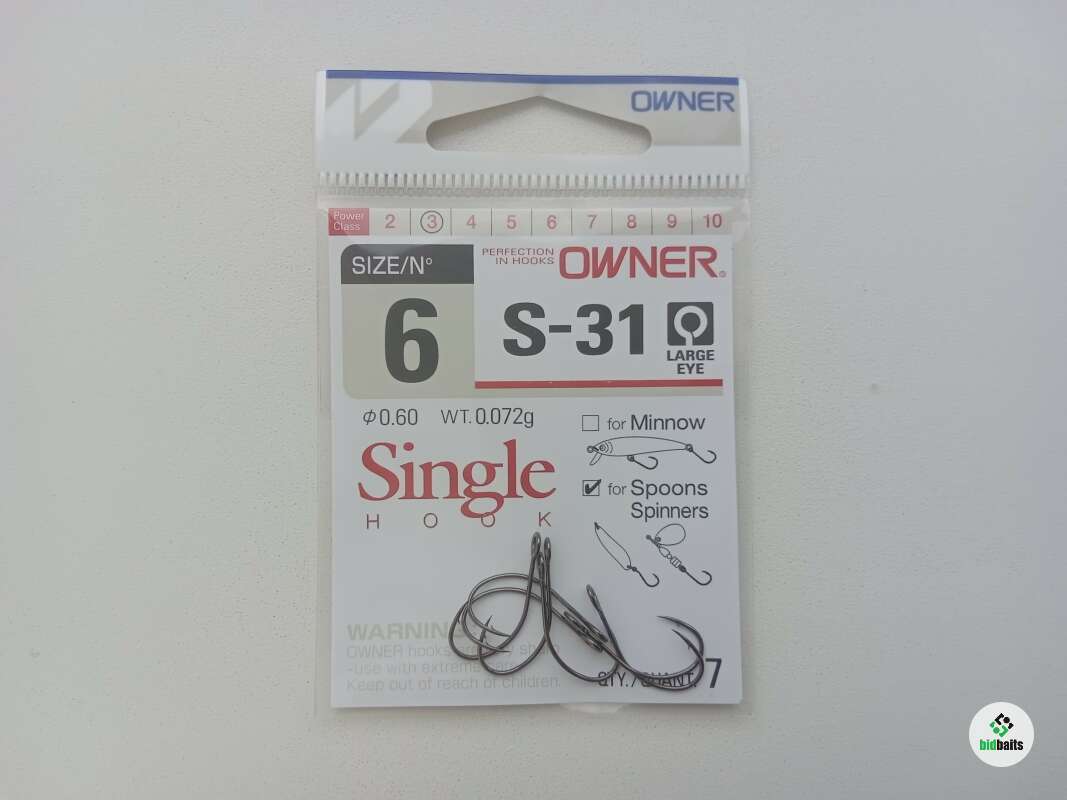 OWNER
Power Class 2 3 4 5 6 7 8 9 10
SIZE/N°
6
PERFECTION
IN HOOKS
OWNER®
S-31
LARGE
EYE
φ0.60 WT.0.072g
for Minnow
Single
HOOK
for Spoons
Spinners
WARNING
OWNER hooks
-use with extreme
Keep out of reach of children.
QTY./QUANT. 7
bidbaits